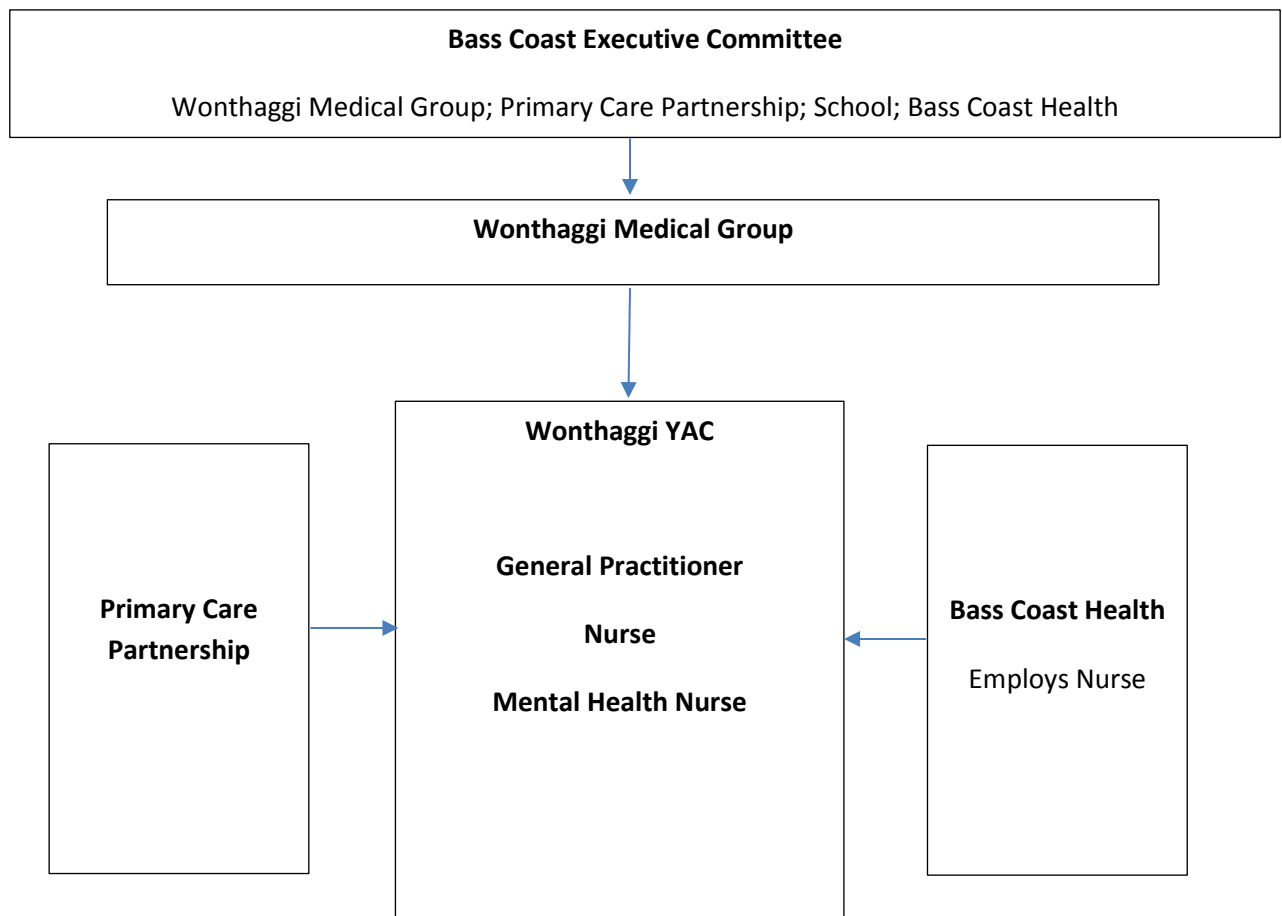 Bass Coast Executive Committee
Wonthaggi Medical Group; Primary Care Partnership; School; Bass Coast Health
Wonthaggi Medical Group
Wonthaggi YAC
General Practitioner
Nurse
Mental Health Nurse
Primary Care
Partnership
Bass Coast Health
Employs Nurse